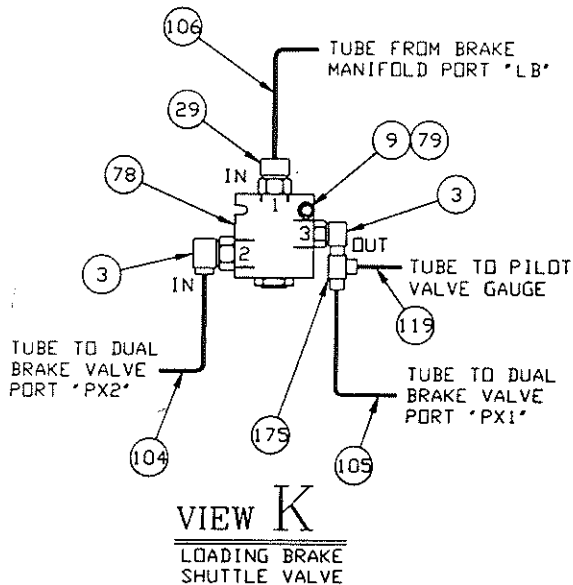 106
TUBE FROM BRAKE
MANIFOLD PORT "LB"
29
9 79
IN
78
1
3
3
OUT
2
3
IN
TUBE TO PILOT
VALVE GAUGE
119
TUBE TO DUAL
BRAKE VALVE
PORT "PX2"
TUBE TO DUAL
BRAKE VALVE
PORT "PX1"
175
104
105
VIEW K
LOADING BRAKE
SHUTTLE VALVE